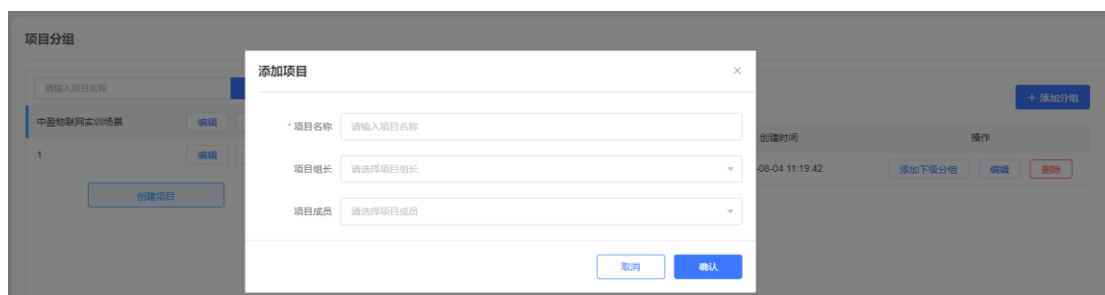 项目分组
添加项目
请输入项目名称
+ 添加分组
中盈物联网实训场景 编辑
* 项目名称 请输入项目名称
创建时间 操作
1 编辑
项目组长 请选择项目组长
-08-04 11:19:42 添加下级分组 编辑 删除
创建项目
项目成员 请选择项目成员
取消 确认